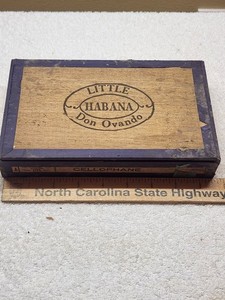 LITTLE
HABANA
Don Ovando
CELLOPHANE
North Carolina State Highway